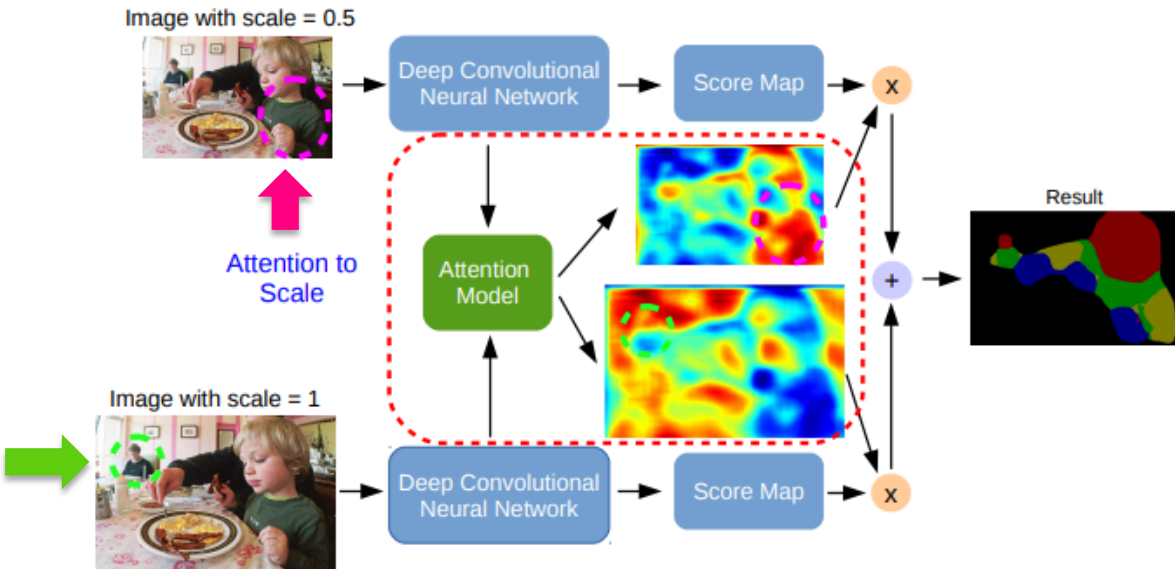 Image with scale = 0.5
Deep Convolutional
Neural Network
Score Map
x
Attention to
Scale
Attention
Model
Result
+
Image with scale = 1
Deep Convolutional
Neural Network
Score Map
x